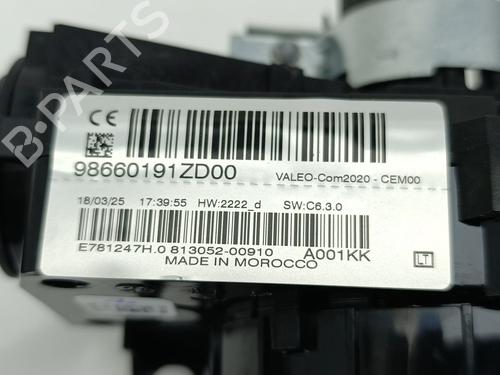 B-PARTS
CE
98660191ZD00 VALEO-Com2020 - CEM00
18/03/25 17:39:55 HW:2222_d SW:C6.3.0
E781247H.0 813052-00910 A001KK
MADE IN MOROCCO
LT